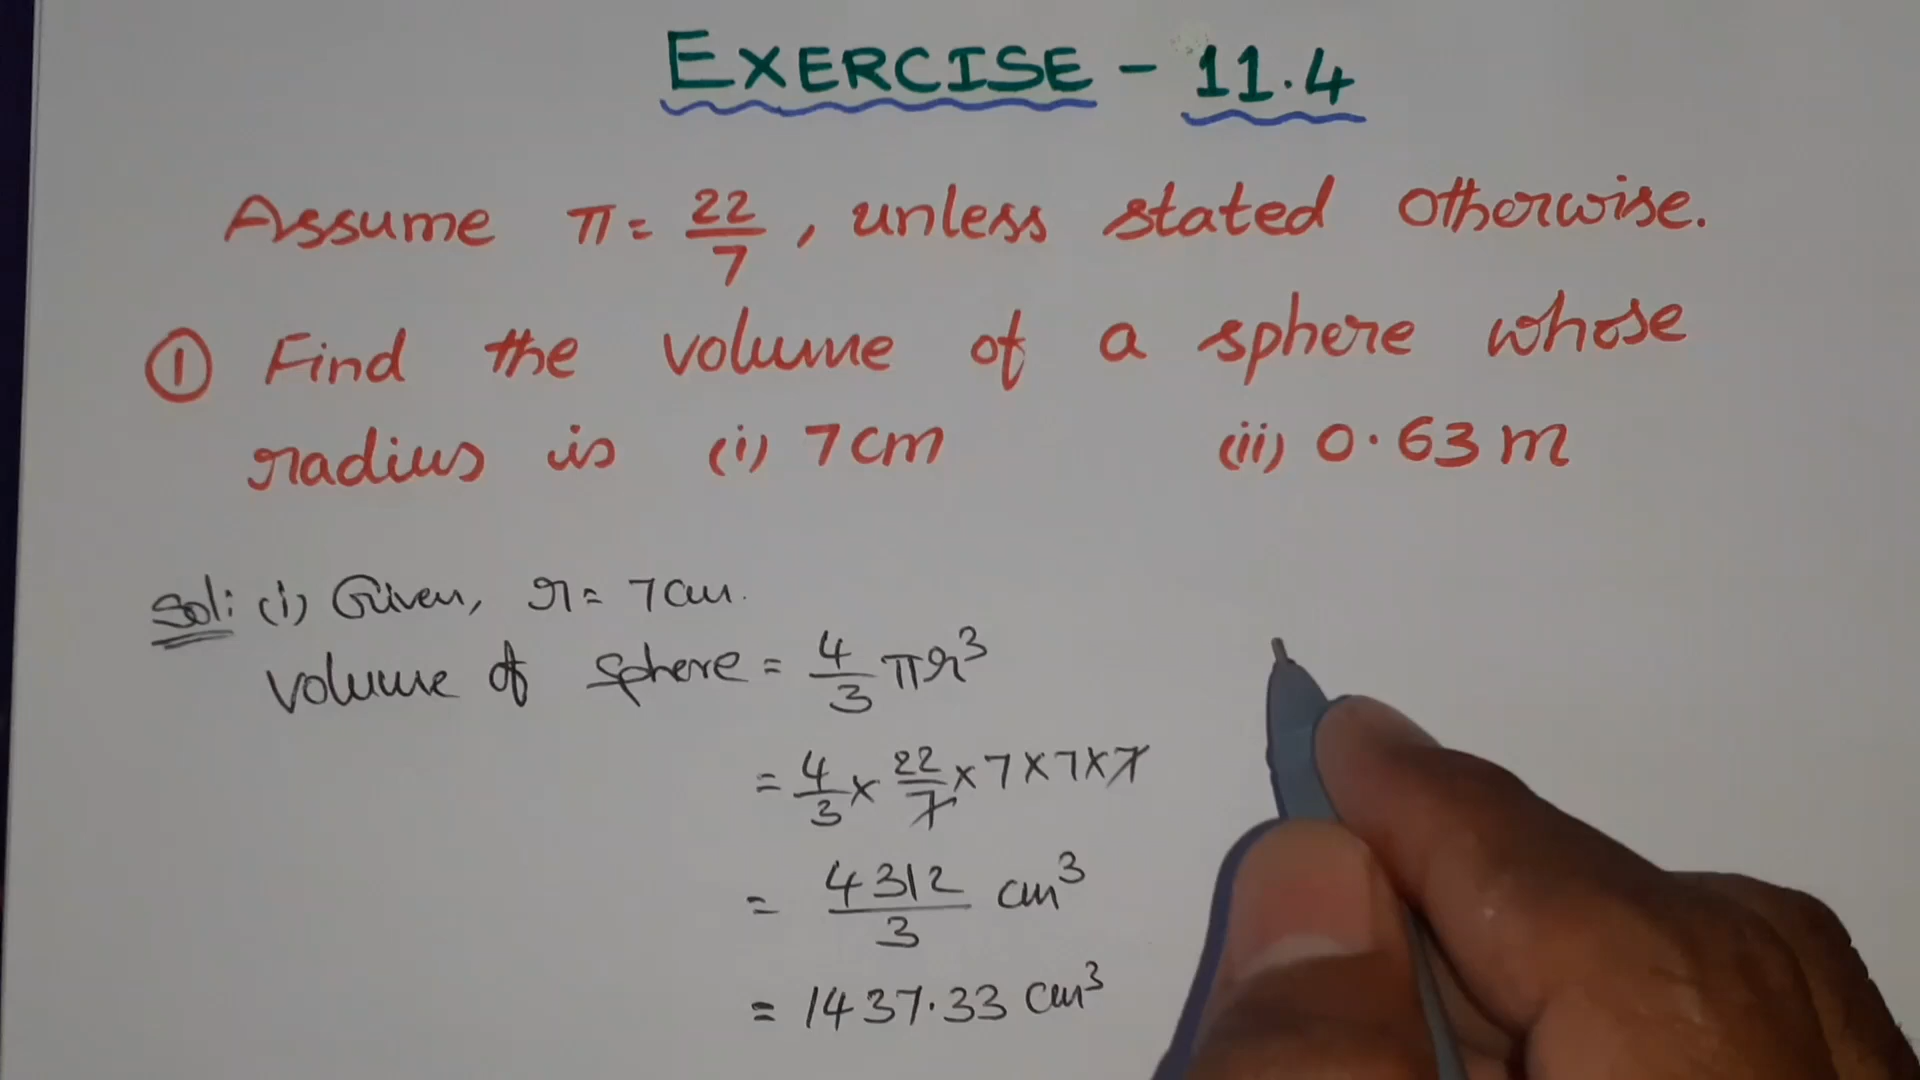 EXERCISE - 11.4
Assume π = 22/7, unless stated otherwise.
① Find the volume of a sphere whose
radius is (i) 7cm (ii) 0.63 m
Sol: (i) Given, r = 7cm.
Volume of sphere = 4/3 πr³
= 4/3 × 22/7 × 7 × 7 × 7
= 4312/3 cm³
= 1437.33 cm³